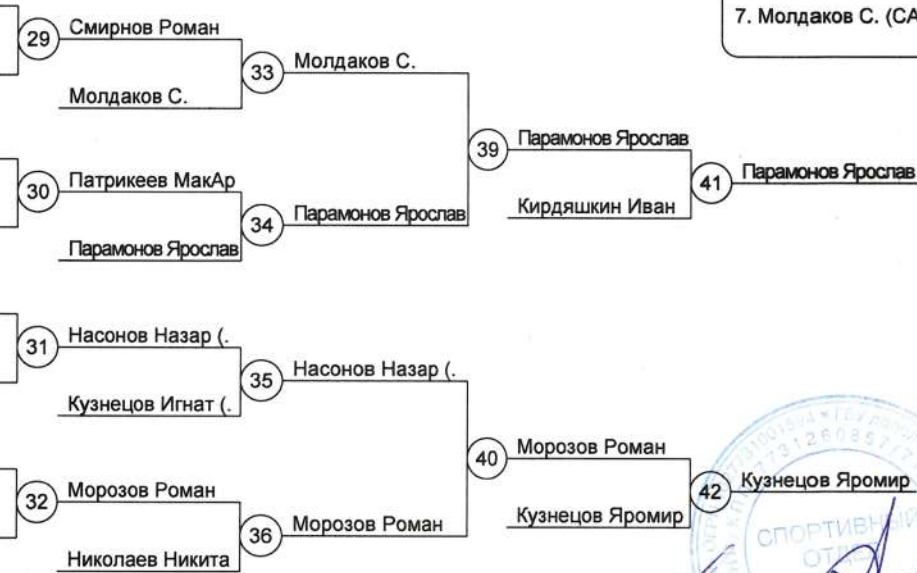 7. Молдаков С. (СА
29
Смирнов Роман
Молдаков С.
33
Молдаков С.
39
Парамонов Ярослав
41
Парамонов Ярослав
30
Патрикеев МакАр
Парамонов Ярослав
34
Парамонов Ярослав
Кирдяшкин Иван
31
Насонов Назар (.
Кузнецов Игнат (.
35
Насонов Назар (.
40
Морозов Роман
42
Кузнецов Яромир
Кузнецов Яромир
32
Морозов Роман
Николаев Никита
36
Морозов Роман
СПОРТИВНЫЙ
ОТДЕЛ